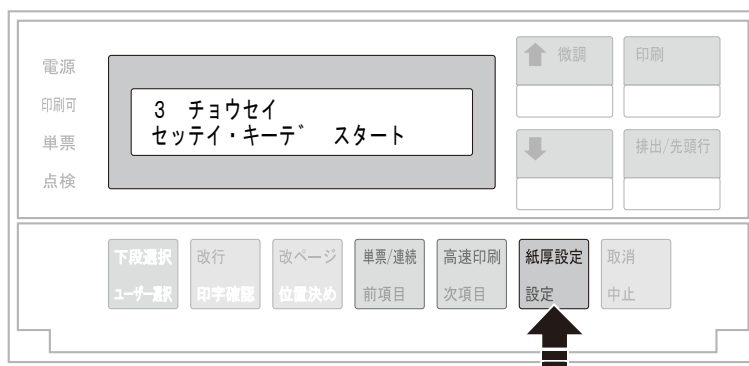 電源
印刷可
単票
点検
3 チョウセイ
セッテイ・キーデ゛ スタート
微調
印刷
排出/先頭行
下段選択
ユーザー選択
改行
印字確認
改ページ
位置決め
単票/連続
前項目
高速印刷
次項目
紙厚設定
設定
取消
中止